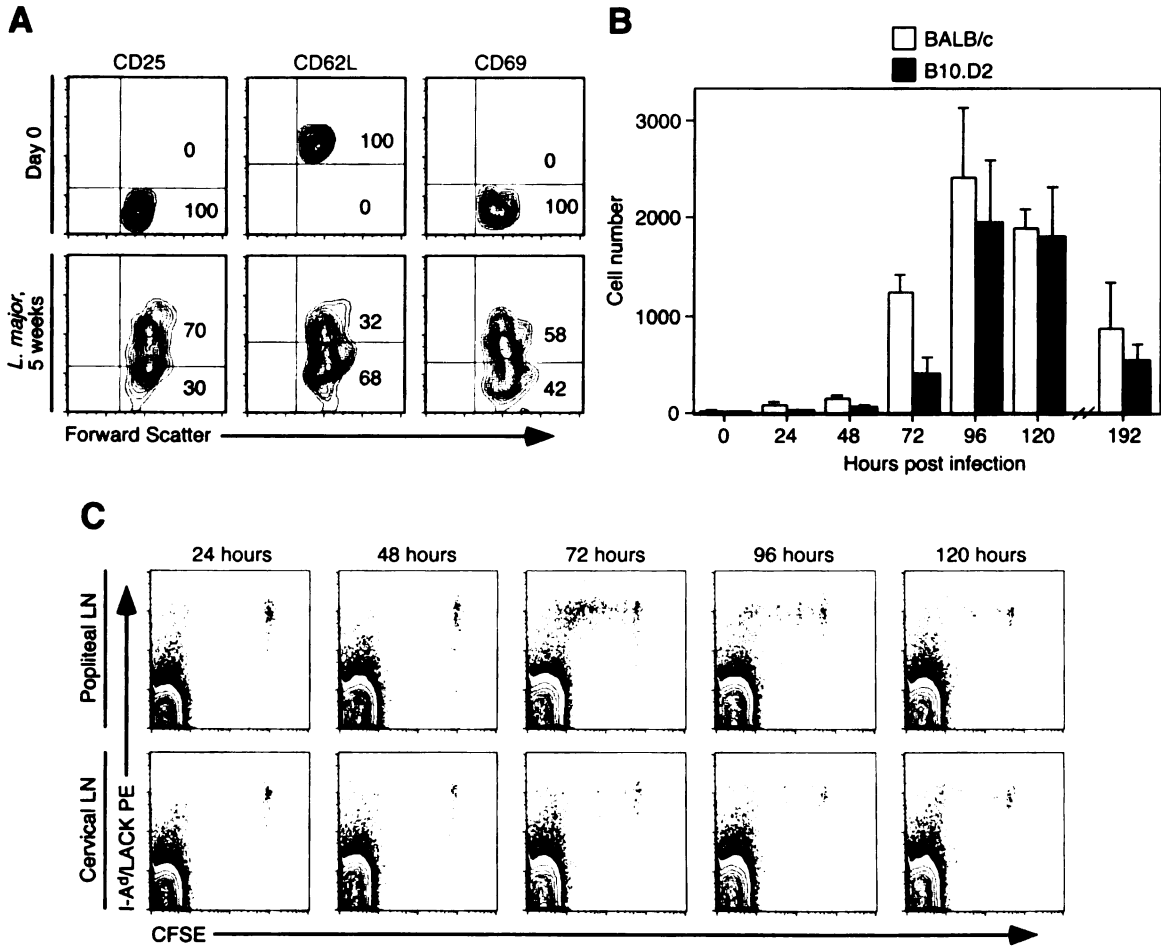 A
CD25
CD62L
CD69
Day 0
0
100
100
0
0
100
L. major,
5 weeks
70
30
32
68
58
42
Forward Scatter
B
BALB/c
B10.D2
Cell number
3000
2000
1000
0
0 24 48 72 96 120 192
Hours post infection
C
24 hours
48 hours
72 hours
96 hours
120 hours
Popliteal LN
Cervical LN
I-Aᵈ/LACK PE
CFSE